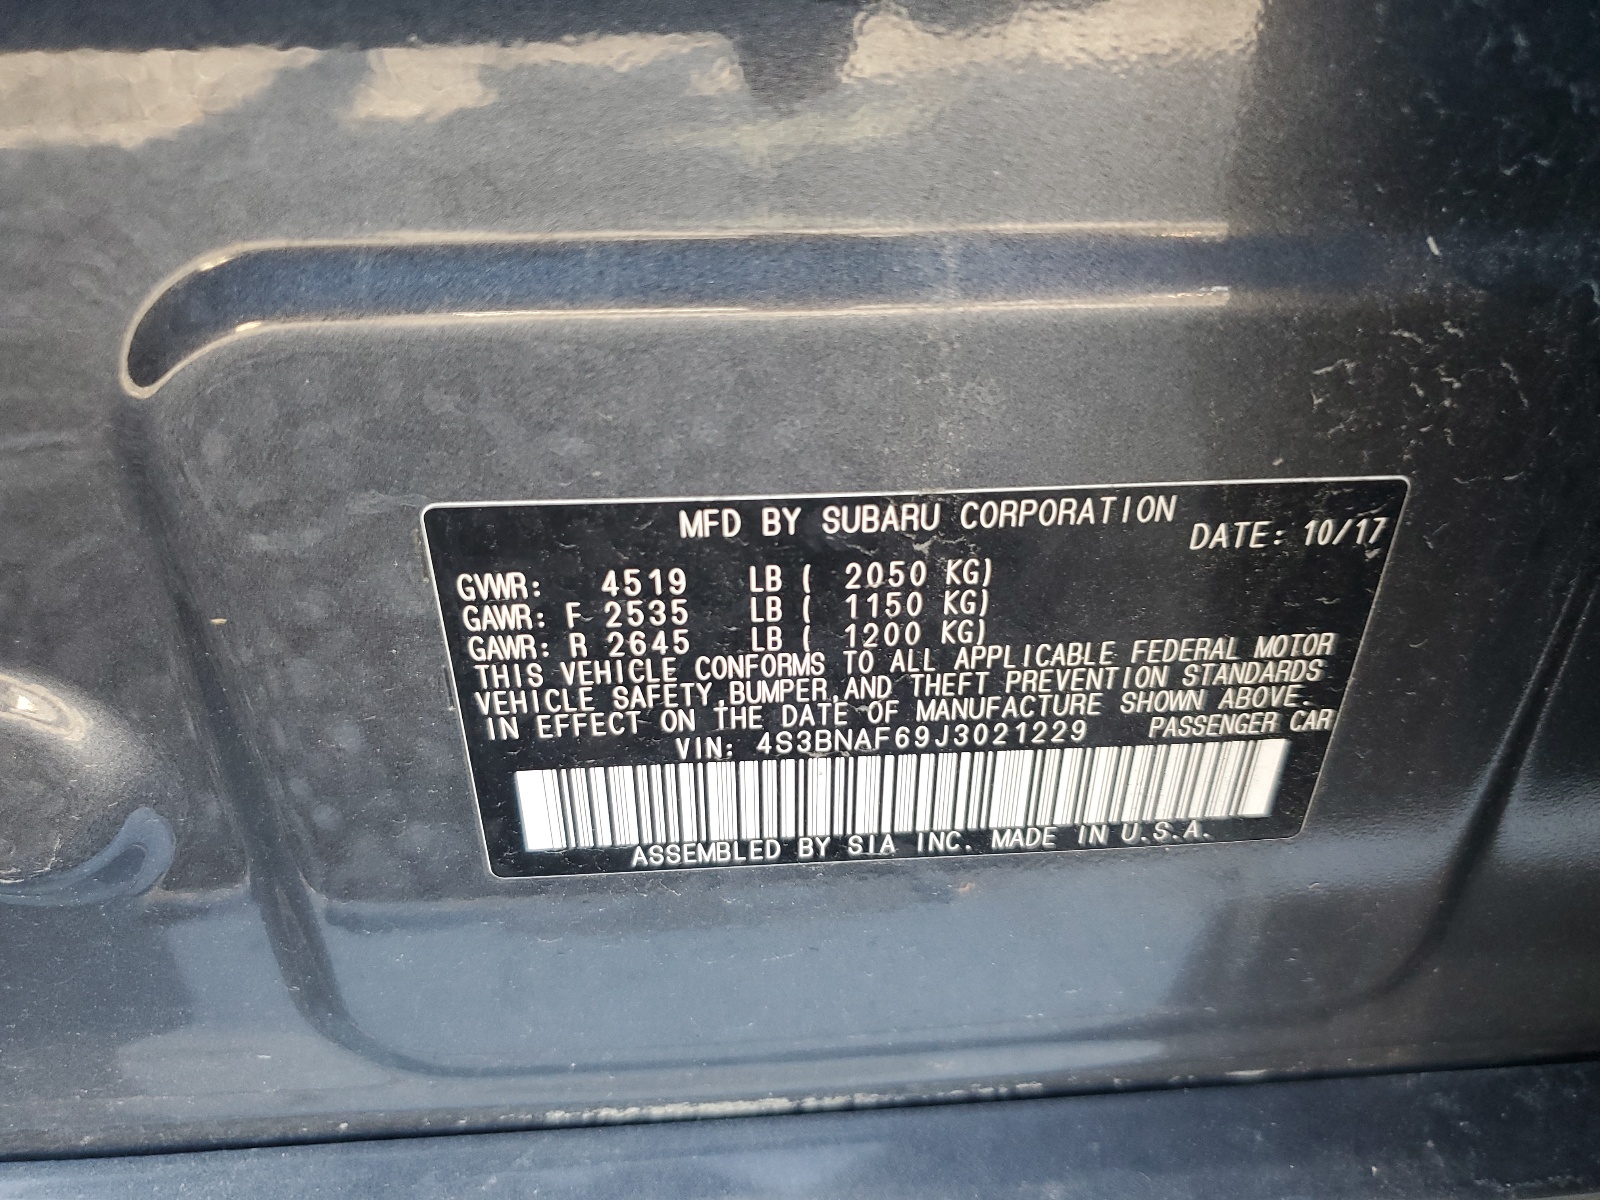 MFD BY SUBARU CORPORATION
DATE: 10/17
GVWR: 4519 LB ( 2050 KG)
GAWR: F 2535 LB ( 1150 KG)
GAWR: R 2645 LB ( 1200 KG)
THIS VEHICLE CONFORMS TO ALL APPLICABLE FEDERAL MOTOR
VEHICLE SAFETY,BUMPER,AND THEFT PREVENTION STANDARDS
IN EFFECT ON THE DATE OF MANUFACTURE SHOWN ABOVE.
VIN: 4S3BNAF69J3021229 PASSENGER CAR
ASSEMBLED BY SIA INC. MADE IN U.S.A.